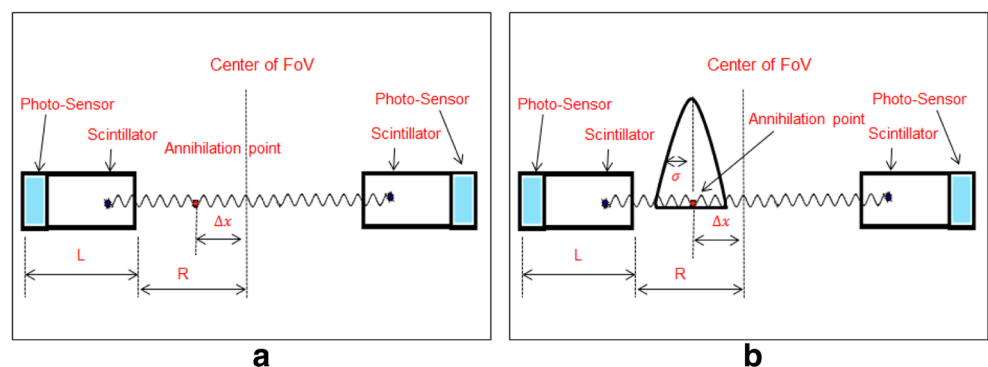 Center of FoV
Photo-Sensor
Photo-Sensor
Scintillator
Scintillator
Annihilation point
Δx
L
R
a
Center of FoV
Photo-Sensor
Photo-Sensor
Annihilation point
Scintillator
Scintillator
σ
Δx
L
R
b